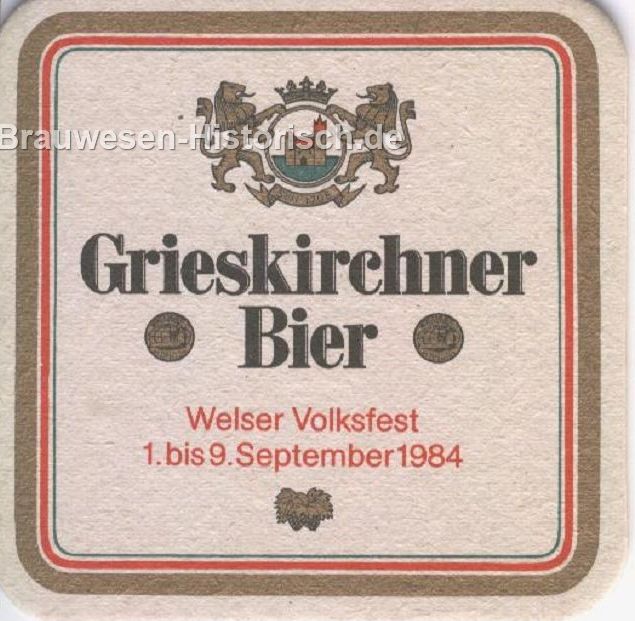 Brauwesen-Historisch.de
Grieskirchner
Bier
Welser Volksfest
1. bis 9. September 1984